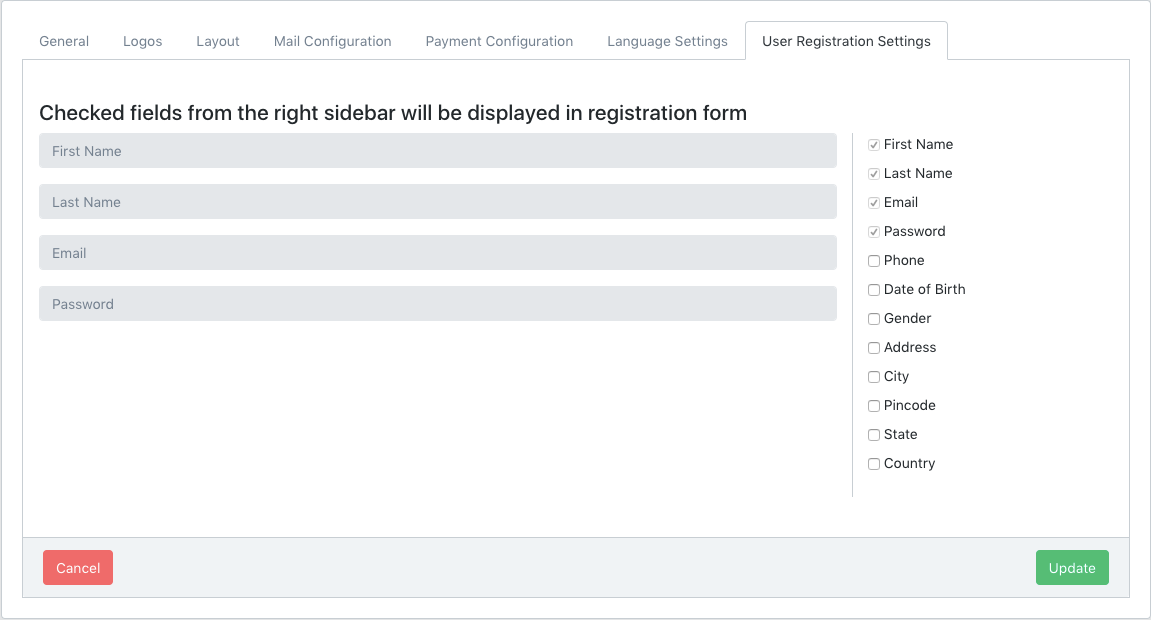 General Logos Layout Mail Configuration Payment Configuration Language Settings User Registration Settings
Checked fields from the right sidebar will be displayed in registration form
First Name
Last Name
Email
Password
First Name
Last Name
Email
Password
Phone
Date of Birth
Gender
Address
City
Pincode
State
Country
Cancel
Update